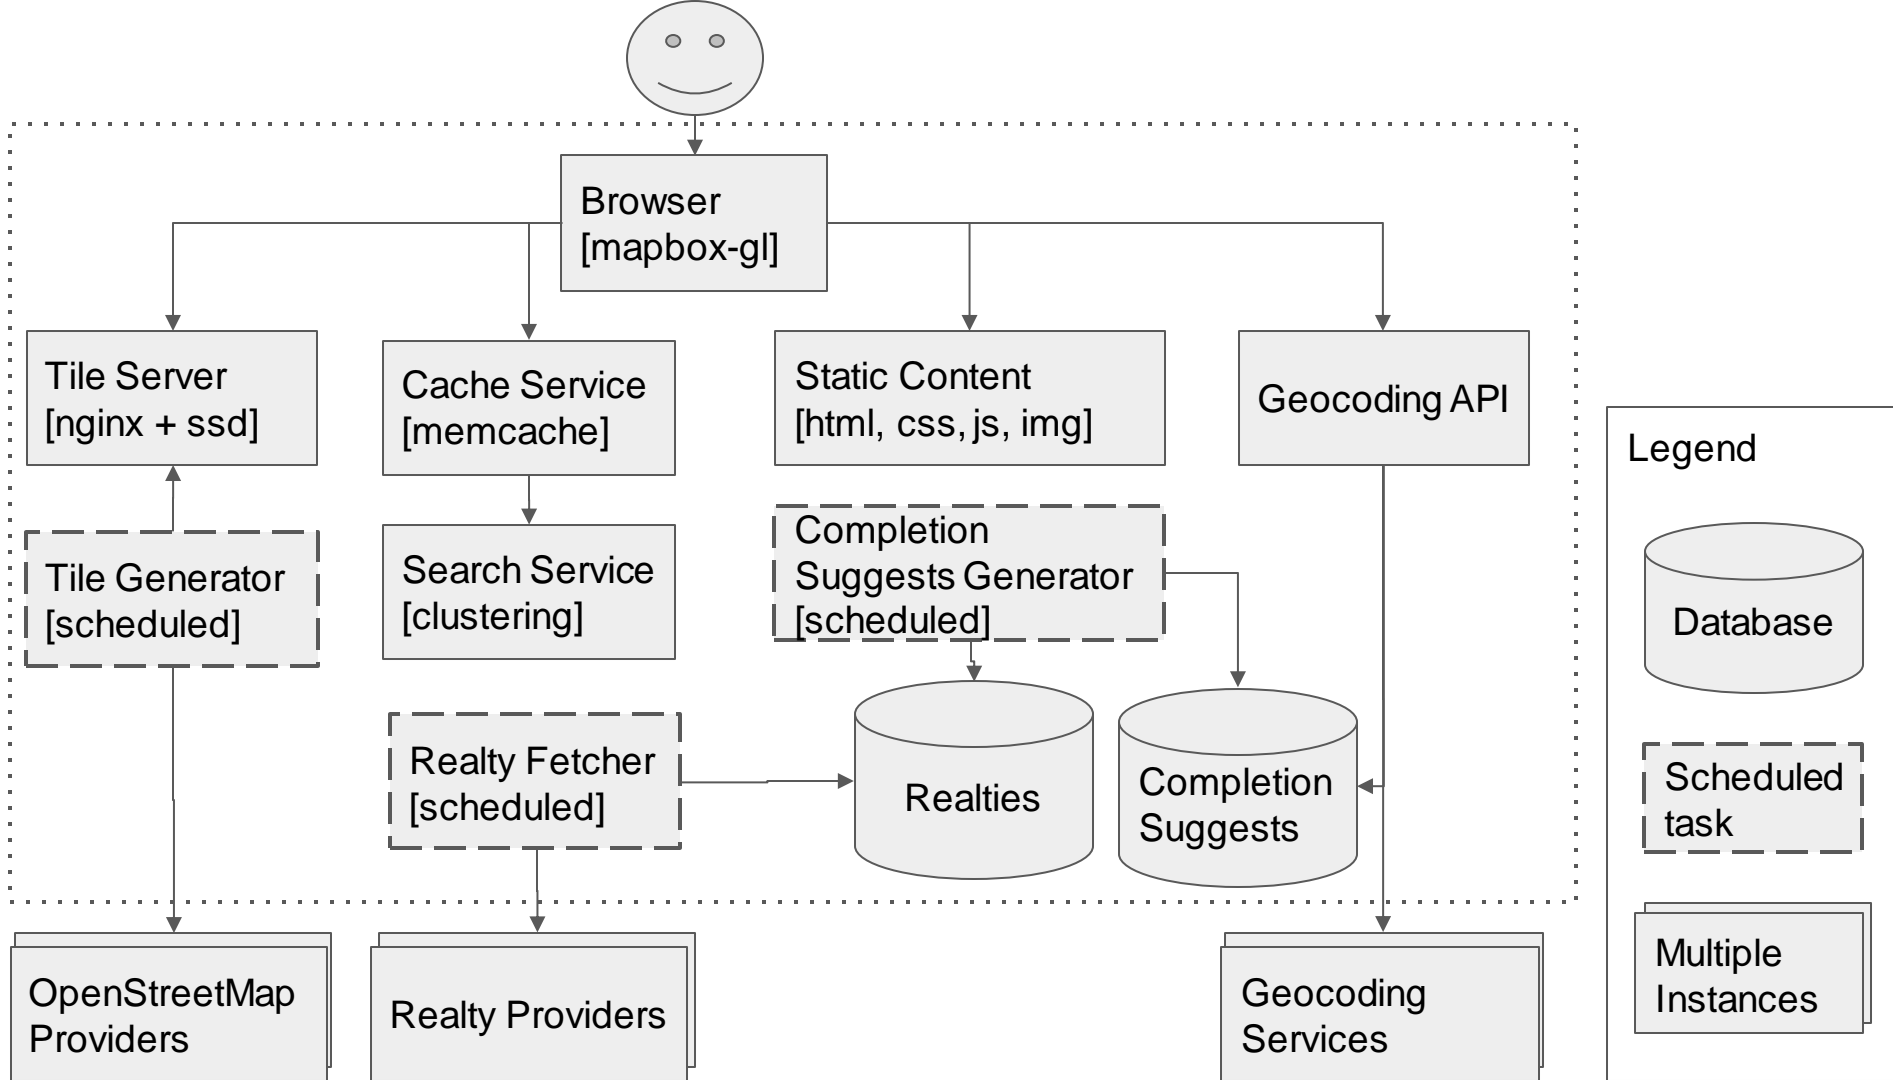 Browser
[mapbox-gl]
Tile Server
[nginx + ssd]
Cache Service
[memcache]
Static Content
[html, css, js, img]
Geocoding API
Tile Generator
[scheduled]
Search Service
[clustering]
Completion
Suggests Generator
[scheduled]
Realty Fetcher
[scheduled]
Realties
Completion
Suggests
OpenStreetMap
Providers
Realty Providers
Geocoding
Services
Legend
Database
Scheduled
task
Multiple
Instances